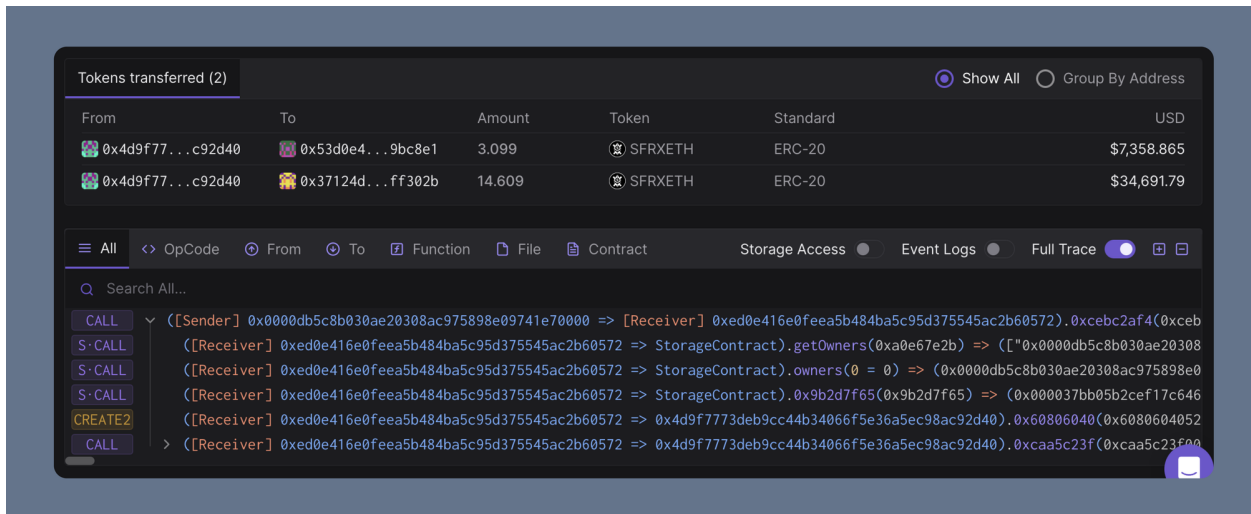 Tokens transferred (2) Show All Group By Address
From To Amount Token Standard USD
0x4d9f77...c92d40 0x53d0e4...9bc8e1 3.099 SFRXETH ERC-20 $7,358.865
0x4d9f77...c92d40 0x37124d...ff302b 14.609 SFRXETH ERC-20 $34,691.79
All <> OpCode From To Function File Contract Storage Access Event Logs Full Trace
Search All...
CALL ([Sender] 0x0000db5c8b030ae20308ac975898e09741e70000 => [Receiver] 0xed0e416e0feea5b484ba5c95d375545ac2b60572).0xcebc2af4(0xceb
S·CALL ([Receiver] 0xed0e416e0feea5b484ba5c95d375545ac2b60572 => StorageContract).getOwners(0xa0e67e2b) => (["0x0000db5c8b030ae20308
S·CALL ([Receiver] 0xed0e416e0feea5b484ba5c95d375545ac2b60572 => StorageContract).owners(0 = 0) => (0x0000db5c8b030ae20308ac975898e0
S·CALL ([Receiver] 0xed0e416e0feea5b484ba5c95d375545ac2b60572 => StorageContract).0x9b2d7f65(0x9b2d7f65) => (0x000037bb05b2cef17c646
CREATE2 ([Receiver] 0xed0e416e0feea5b484ba5c95d375545ac2b60572 => 0x4d9f7773deb9cc44b34066f5e36a5ec98ac92d40).0x60806040(0x6080604052
CALL ([Receiver] 0xed0e416e0feea5b484ba5c95d375545ac2b60572 => 0x4d9f7773deb9cc44b34066f5e36a5ec98ac92d40).0xcaa5c23f(0xcaa5c23f00